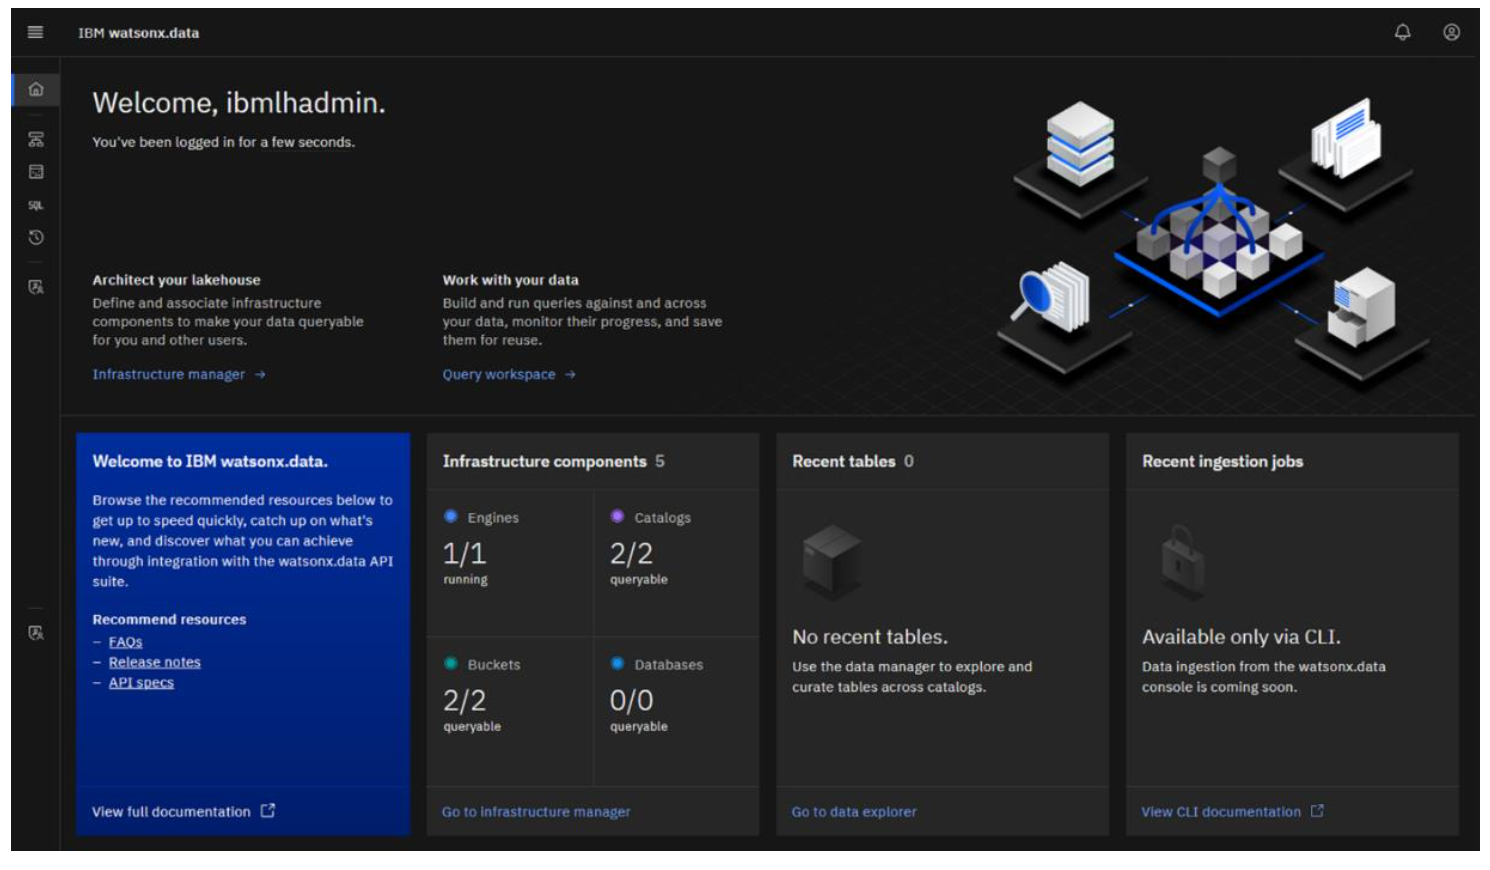 IBM watsonx.data
Welcome, ibmlhadmin.
You've been logged in for a few seconds.
SQL
Architect your lakehouse
Define and associate infrastructure
components to make your data queryable
for you and other users.
Infrastructure manager →
Work with your data
Build and run queries against and across
your data, monitor their progress, and save
them for reuse.
Query workspace →
Welcome to IBM watsonx.data.
Browse the recommended resources below to
get up to speed quickly, catch up on what's
new, and discover what you can achieve
through integration with the watsonx.data API
suite.
Recommend resources
– FAQs
– Release notes
– API specs
View full documentation
Infrastructure components 5
Engines
1/1
running
Catalogs
2/2
queryable
Buckets
2/2
queryable
Databases
0/0
queryable
Go to infrastructure manager
Recent tables 0
No recent tables.
Use the data manager to explore and
curate tables across catalogs.
Go to data explorer
Recent ingestion jobs
Available only via CLI.
Data ingestion from the watsonx.data
console is coming soon.
View CLI documentation